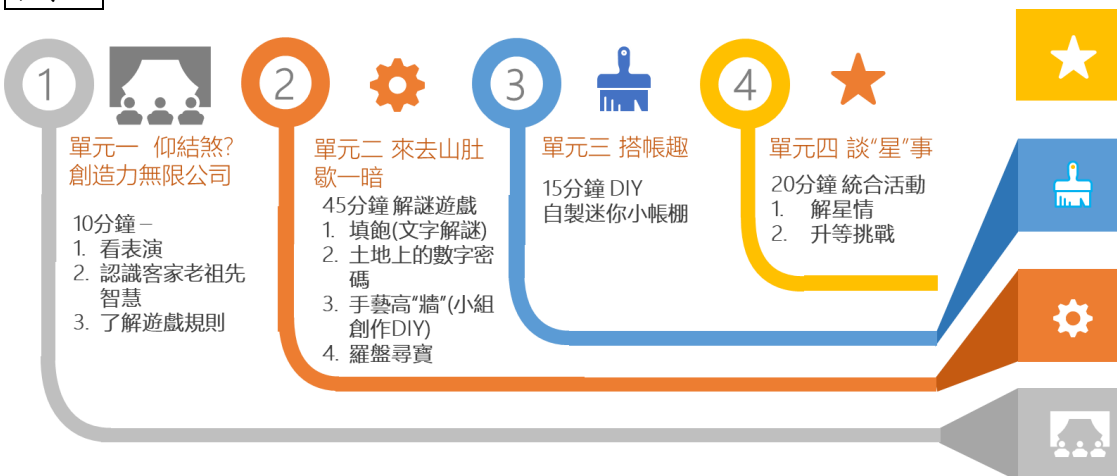 1
單元一 仰結煞?
創造力無限公司
10分鐘 –
1. 看表演
2. 認識客家老祖先
智慧
3. 了解遊戲規則
2
單元二 來去山肚
歇一暗
45分鐘 解謎遊戲
1. 填飽(文字解謎)
2. 土地上的數字密
碼
3. 手藝高“牆”(小組
創作DIY)
4. 羅盤尋寶
3
單元三 搭帳趣
15分鐘 DIY
自製迷你小帳棚
4
單元四 談“星”事
20分鐘 統合活動
1. 解星情
2. 升等挑戰